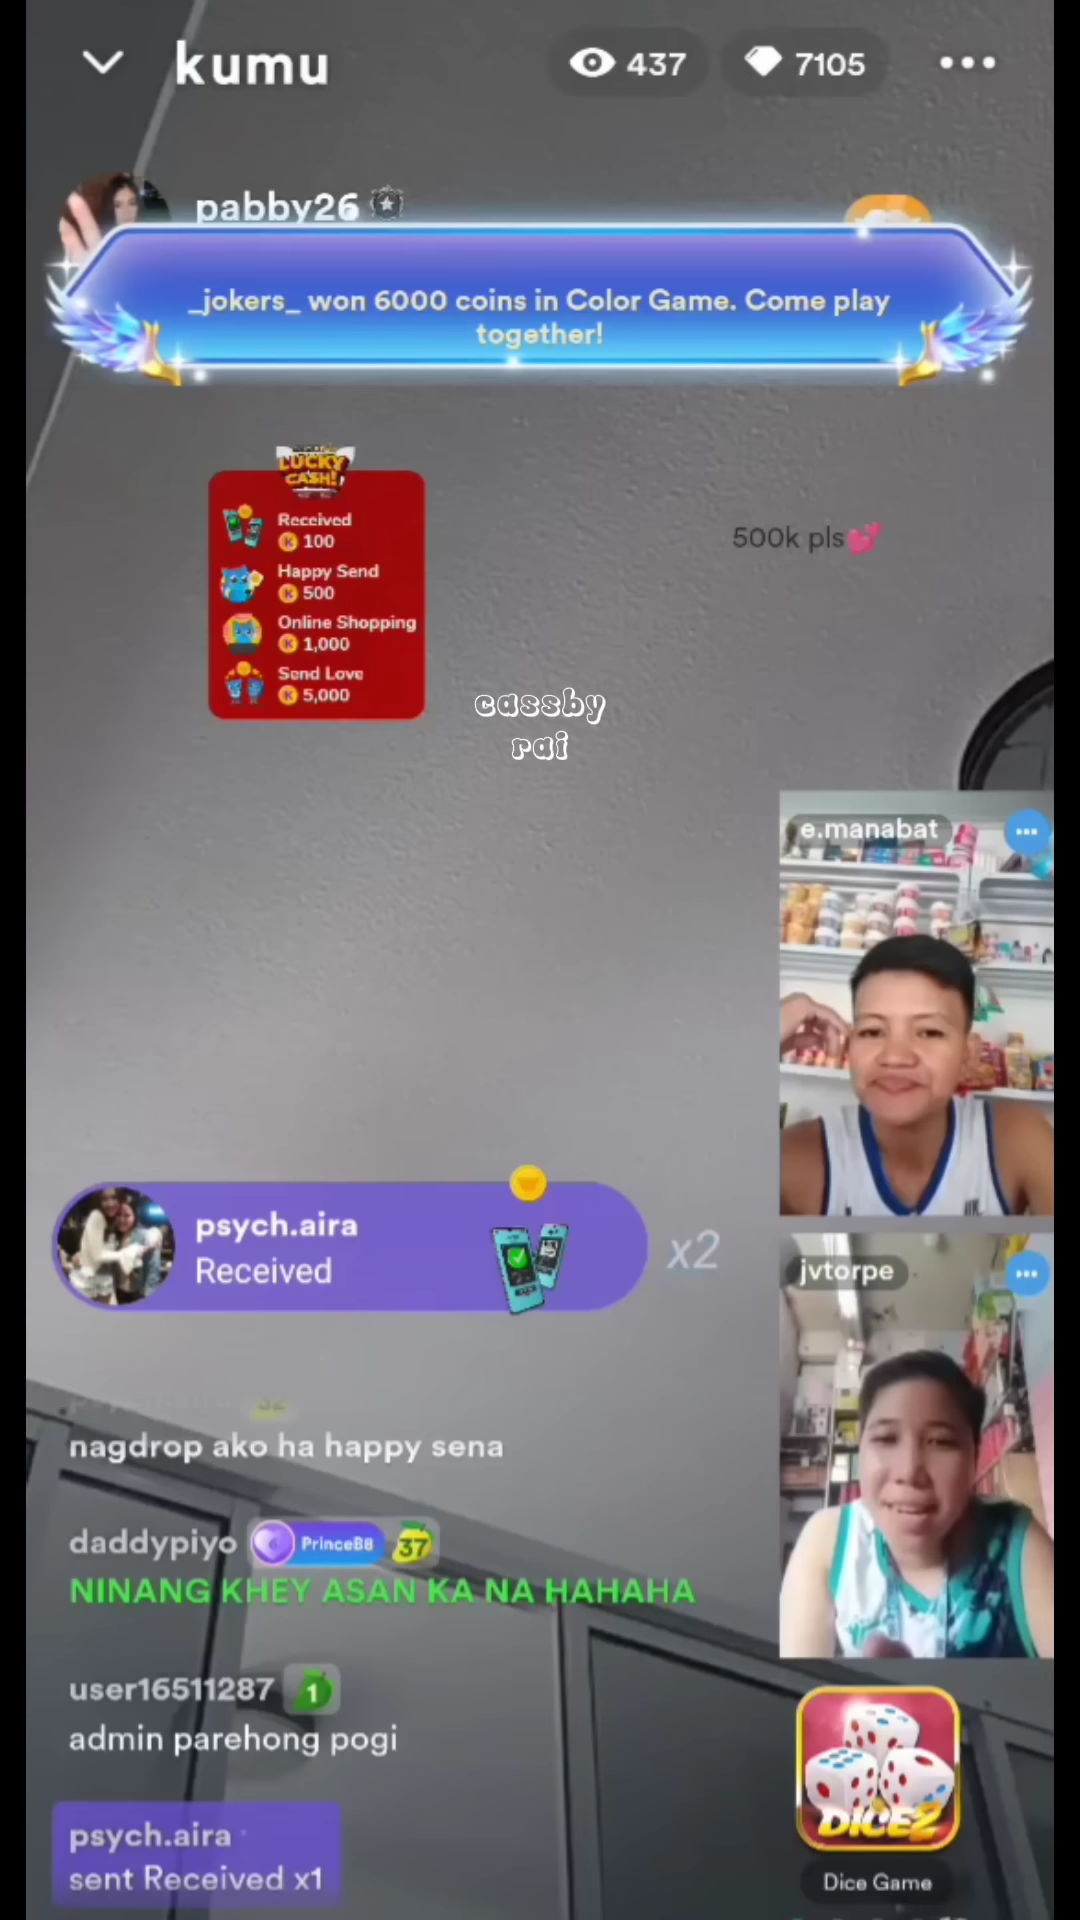 kumu
437
7105
pabby26
_jokers_ won 6000 coins in Color Game. Come play
together!
LUCKY
CASH!
Received
100
Happy Send
500
Online Shopping
1,000
Send Love
5,000
500k pls💕
cassby
rai
e.manabat
psych.aira
Received
x2
jvtorpe
32
nagdrop ako ha happy sena
daddypiyo PrinceB8 37
NINANG KHEY ASAN KA NA HAHAHA
user16511287 1
admin parehong pogi
psych.aira
sent Received x1
DICE2
Dice Game